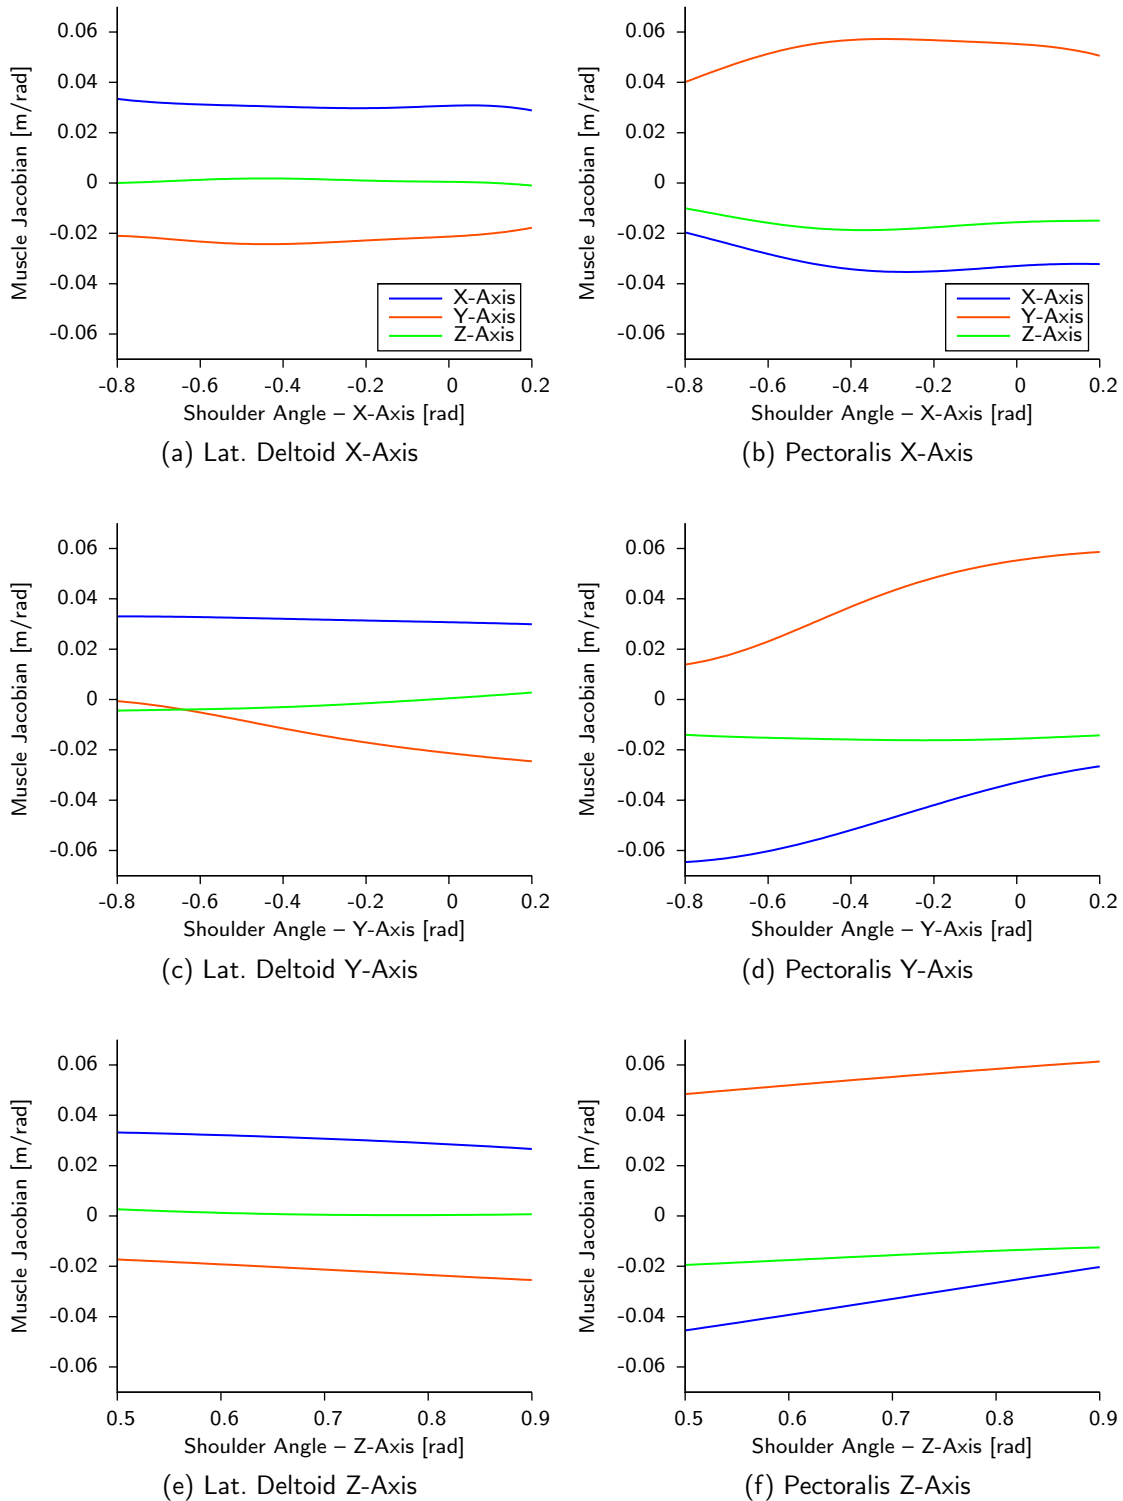 0.06
0.04
0.02
0
-0.02
-0.04
-0.06
Muscle Jacobian [m/rad]
X-Axis
Y-Axis
Z-Axis
-0.8 -0.6 -0.4 -0.2 0 0.2
Shoulder Angle – X-Axis [rad]
(a) Lat. Deltoid X-Axis
0.06
0.04
0.02
0
-0.02
-0.04
-0.06
Muscle Jacobian [m/rad]
X-Axis
Y-Axis
Z-Axis
-0.8 -0.6 -0.4 -0.2 0 0.2
Shoulder Angle – X-Axis [rad]
(b) Pectoralis X-Axis
0.06
0.04
0.02
0
-0.02
-0.04
-0.06
Muscle Jacobian [m/rad]
-0.8 -0.6 -0.4 -0.2 0 0.2
Shoulder Angle – Y-Axis [rad]
(c) Lat. Deltoid Y-Axis
0.06
0.04
0.02
0
-0.02
-0.04
-0.06
Muscle Jacobian [m/rad]
-0.8 -0.6 -0.4 -0.2 0 0.2
Shoulder Angle – Y-Axis [rad]
(d) Pectoralis Y-Axis
0.06
0.04
0.02
0
-0.02
-0.04
-0.06
Muscle Jacobian [m/rad]
0.5 0.6 0.7 0.8 0.9
Shoulder Angle – Z-Axis [rad]
(e) Lat. Deltoid Z-Axis
0.06
0.04
0.02
0
-0.02
-0.04
-0.06
Muscle Jacobian [m/rad]
0.5 0.6 0.7 0.8 0.9
Shoulder Angle – Z-Axis [rad]
(f) Pectoralis Z-Axis